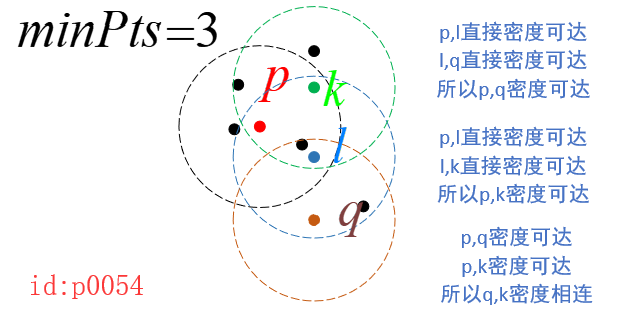 minPts=3
p
k
l
q
p,l直接密度可达
l,q直接密度可达
所以p,q密度可达
p,l直接密度可达
l,k直接密度可达
所以p,k密度可达
p,q密度可达
p,k密度可达
所以q,k密度相连
id:p0054